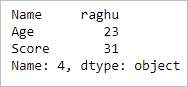 Name     raghu
Age         23
Score       31
Name: 4, dtype: object